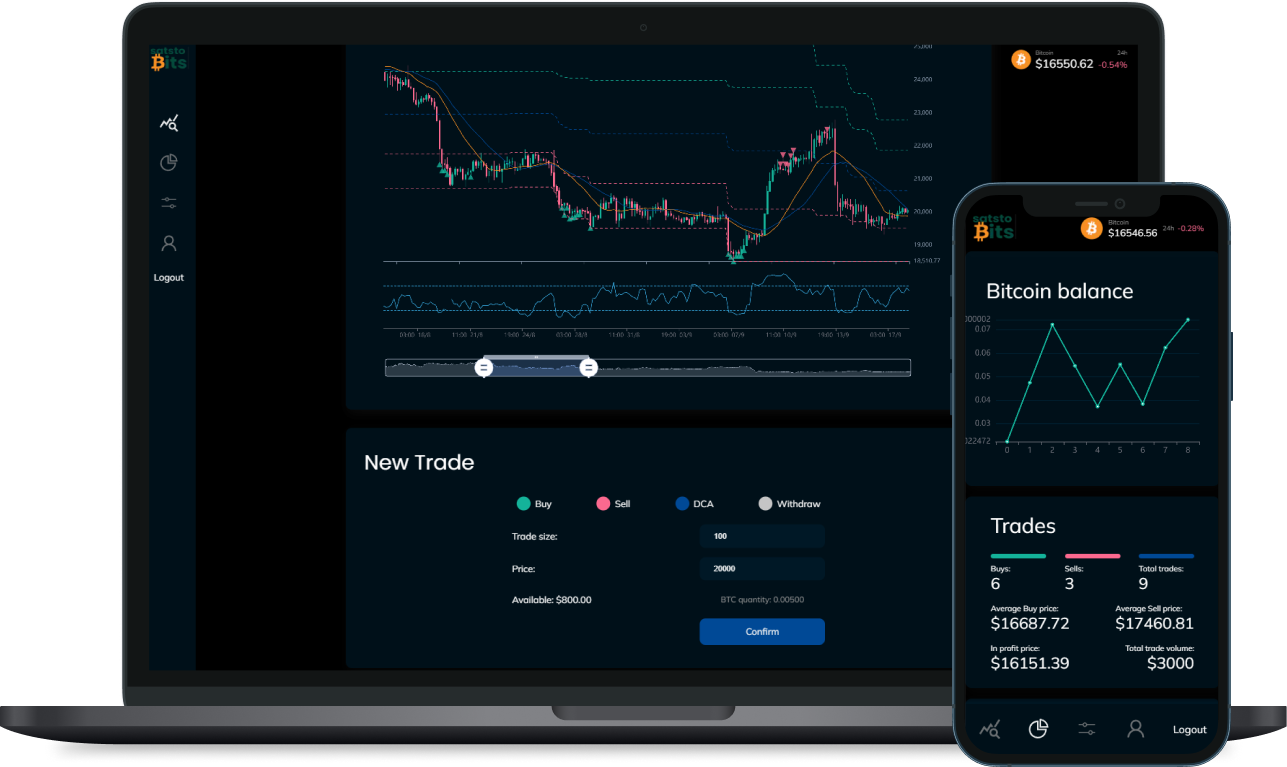 satsto
Bits
Logout
25,000
24,000
23,000
22,000
21,000
20,000
19,000
18,510.77
03:00 18/8
11:00 21/8
19:00 24/8
03:00 28/8
11:00 31/8
19:00 03/9
03:00 07/9
11:00 10/9
19:00 13/9
03:00 17/9
Bitcoin
24h
$16550.62 -0.54%
New Trade
Buy
Sell
DCA
Withdraw
Trade size:
100
Price:
20000
Available: $800.00
BTC quantity: 0.00500
Confirm
satsto
Bits
Bitcoin
$16546.56
24h -0.28%
Bitcoin balance
000002
0.07
0.06
0.05
0.04
0.03
022472
0 1 2 3 4 5 6 7 8
Trades
Buys:
6
Sells:
3
Total trades:
9
Average Buy price:
$16687.72
Average Sell price:
$17460.81
In profit price:
$16151.39
Total trade volume:
$3000
Logout